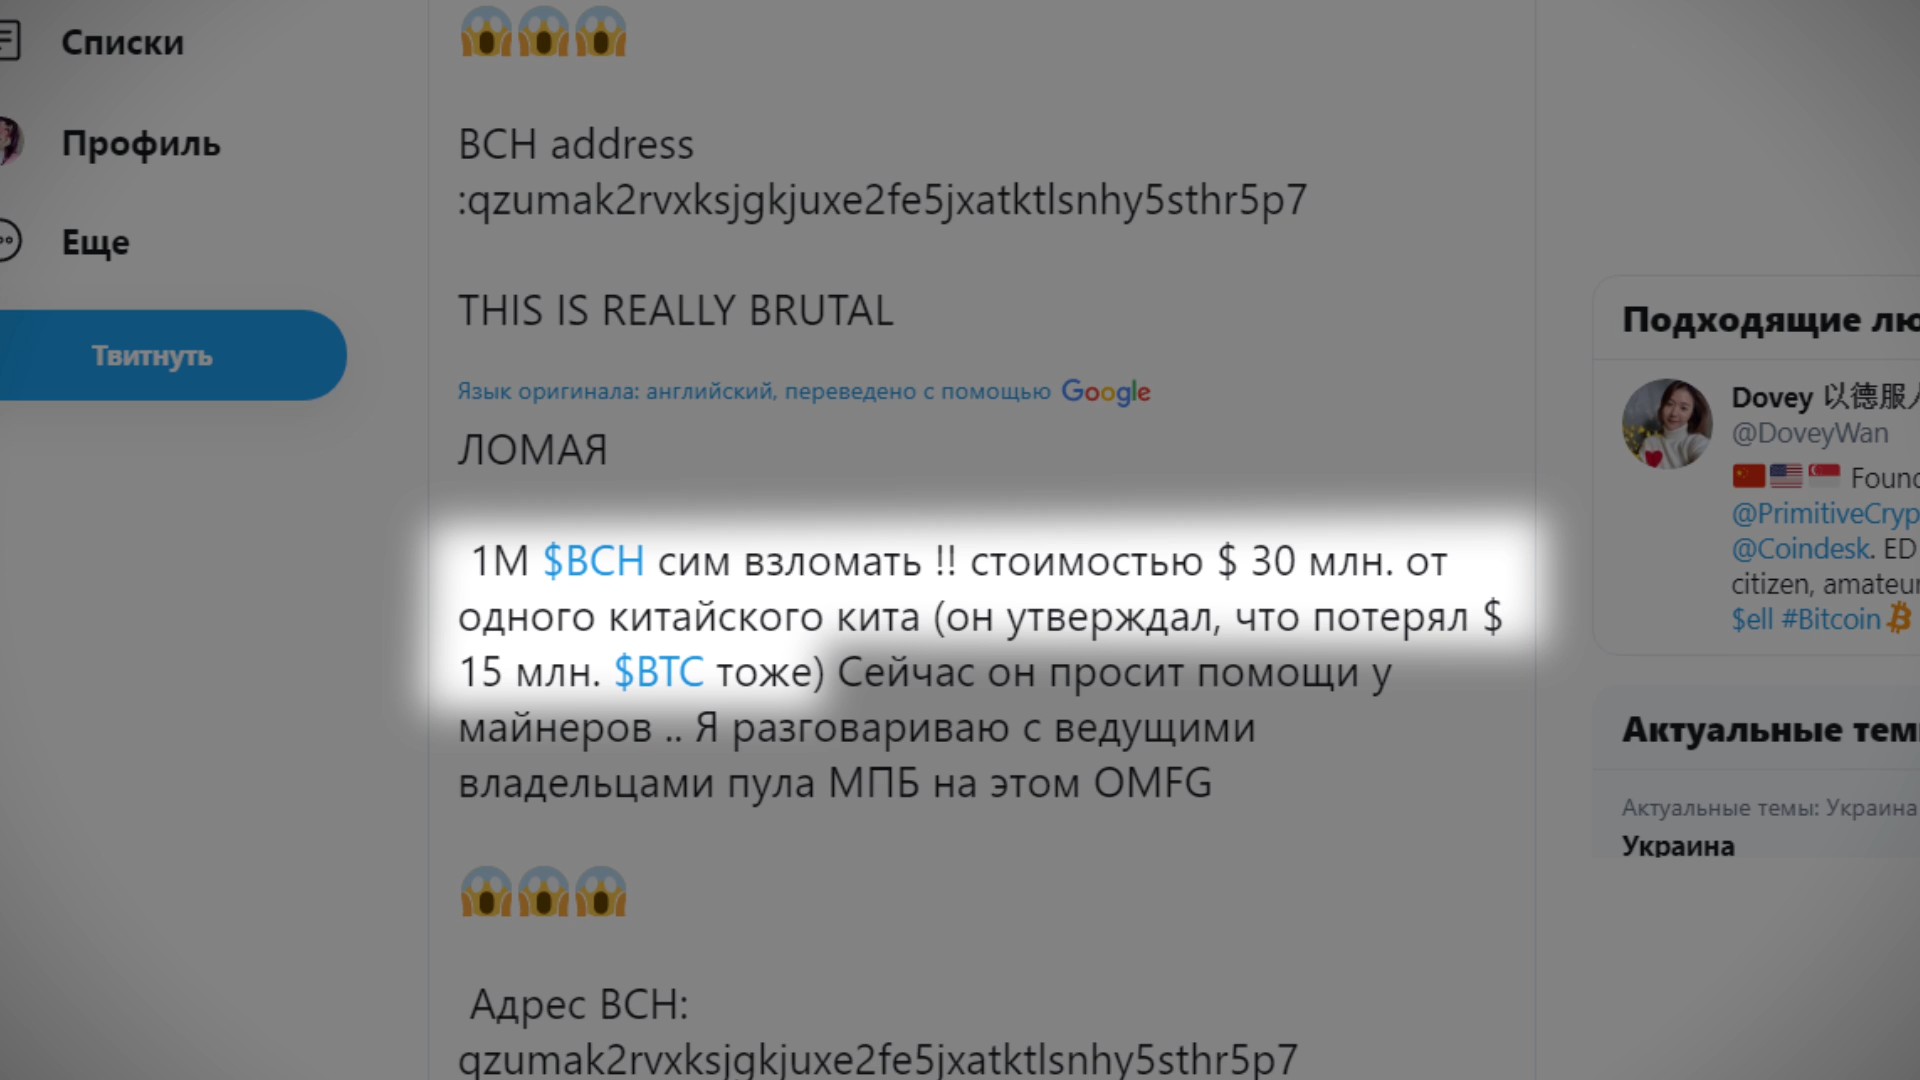 Списки
Профиль
Еще
Твитнуть
BCH address
:qzumak2rvxksjgkjuxe2fe5jxatktlsnhy5sthr5p7
THIS IS REALLY BRUTAL
Язык оригинала: английский, переведено с помощью Google
ЛОМАЯ
1M $BCH сим взломать !! стоимостью $ 30 млн. от
одного китайского кита (он утверждал, что потерял $
15 млн. $BTC тоже) Сейчас он просит помощи у
майнеров .. Я разговариваю с ведущими
владельцами пула МПБ на этом OMFG
Адрес BCH:
qzumak2rvxksjgkjuxe2fe5jxatktlsnhy5sthr5p7
Подходящие лю
Dovey 以德服人
@DoveyWan
Found
@PrimitiveCryp
@Coindesk. ED
citizen, amateur
$ell #Bitcoin
Актуальные тем
Актуальные темы: Украина
Украина